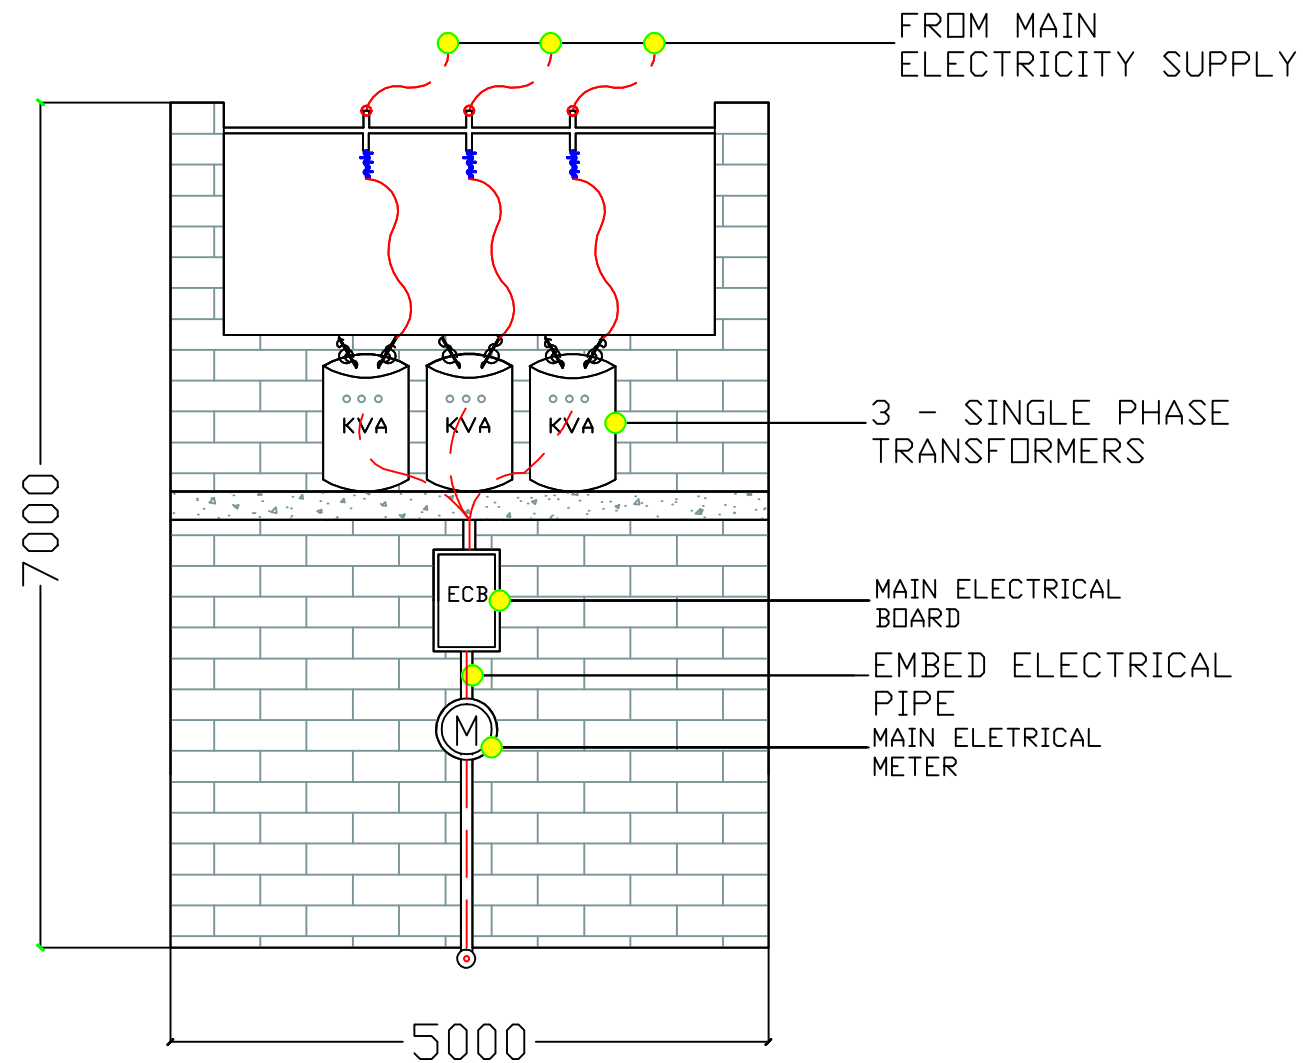 FROM MAIN
ELECTRICITY SUPPLY
KVA KVA KVA
3 - SINGLE PHASE
TRANSFORMERS
7000
ECB
MAIN ELECTRICAL
BOARD
EMBED ELECTRICAL
PIPE
M
MAIN ELETRICAL
METER
5000